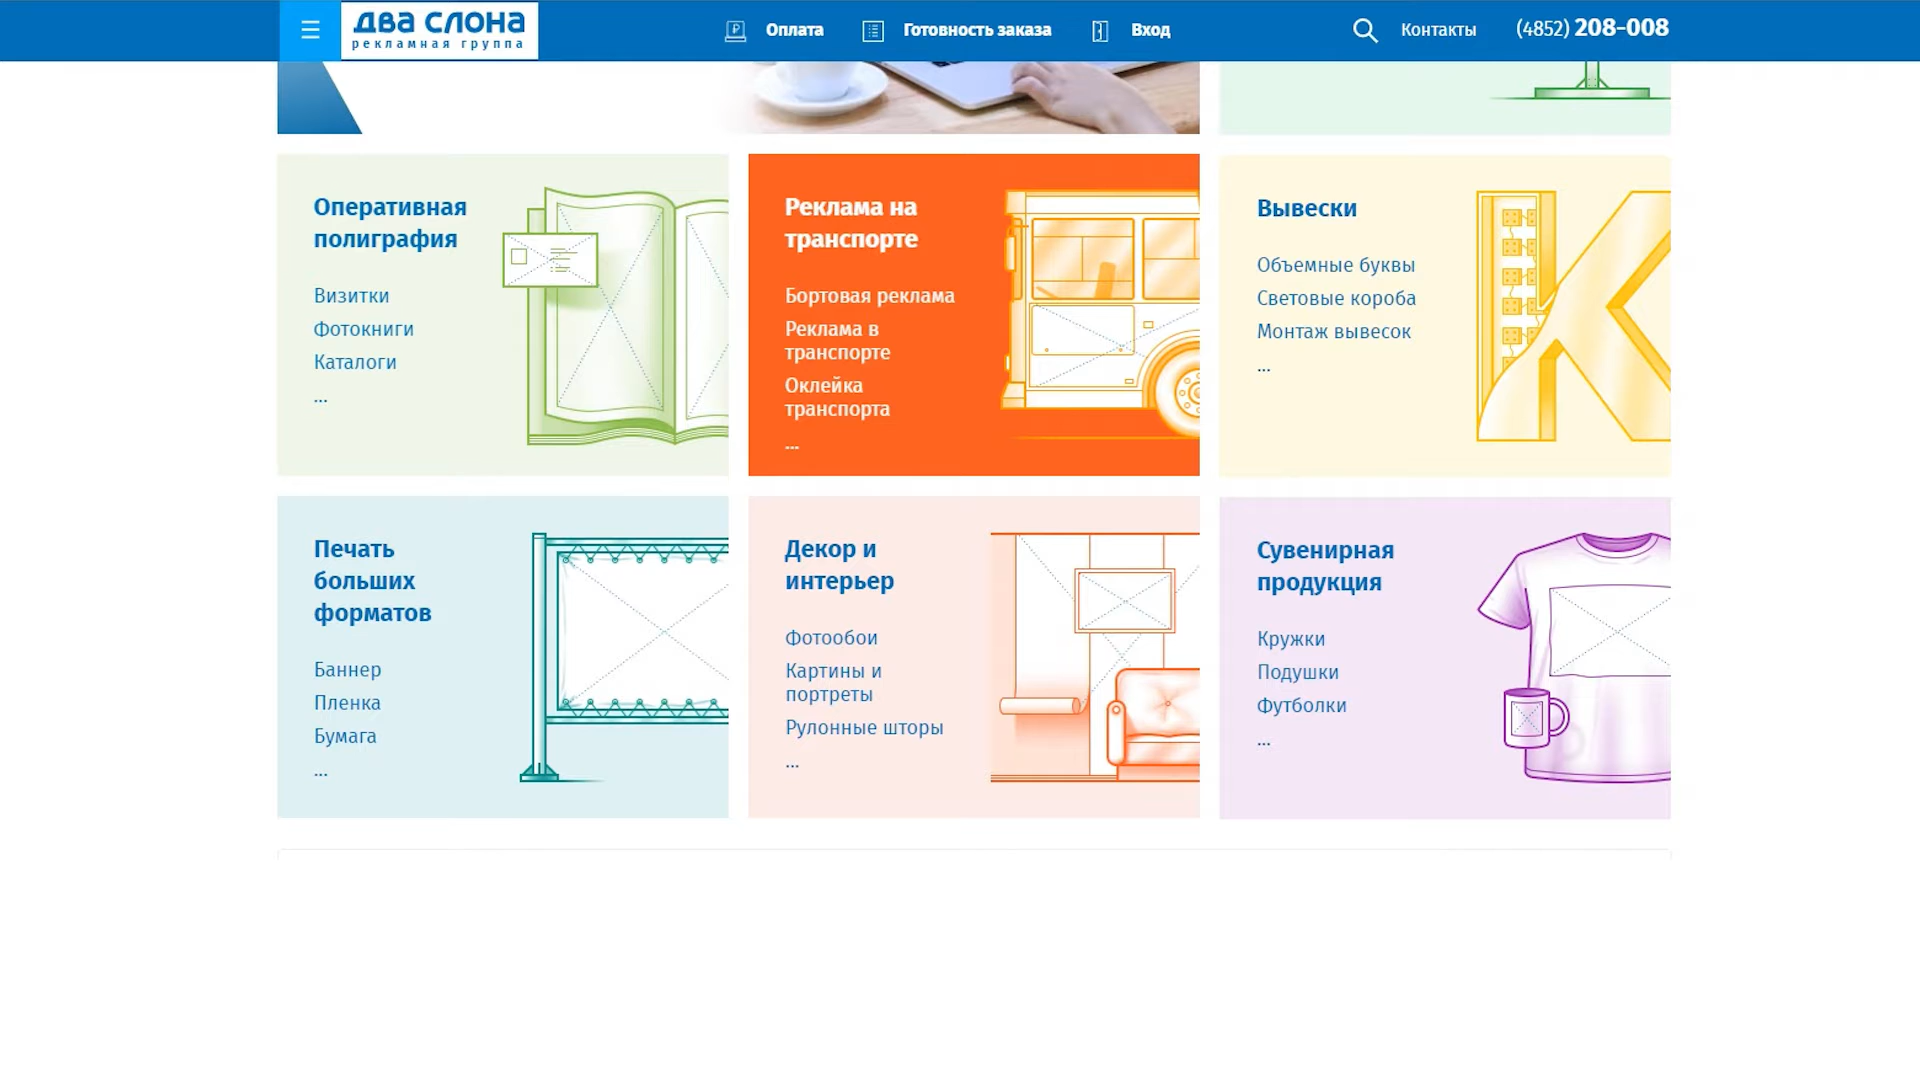 два слона
рекламная группа
Оплата
Готовность заказа
Вход
Контакты
(4852) 208-008
Оперативная
полиграфия
Визитки
Фотокниги
Каталоги
...
Реклама на
транспорте
Бортовая реклама
Реклама в
транспорте
Оклейка
транспорта
...
Вывески
Объемные буквы
Световые короба
Монтаж вывесок
...
Печать
больших
форматов
Баннер
Пленка
Бумага
...
Декор и
интерьер
Фотообои
Картины и
портреты
Рулонные шторы
...
Сувенирная
продукция
Кружки
Подушки
Футболки
...